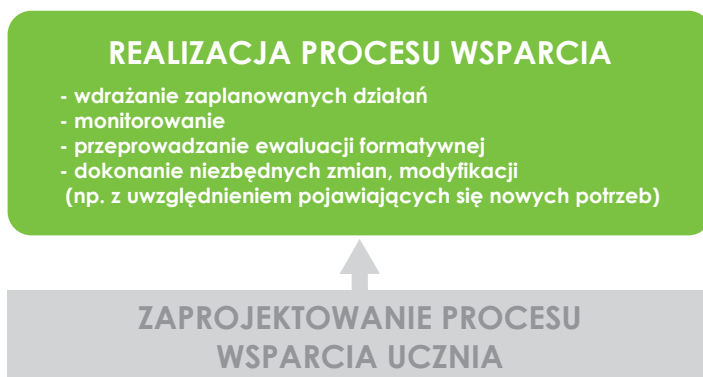 REALIZACJA PROCESU WSPARCIA
- wdrażanie zaplanowanych działań
- monitorowanie
- przeprowadzanie ewaluacji formatywnej
- dokonanie niezbędnych zmian, modyfikacji
(np. z uwzględnieniem pojawiających się nowych potrzeb)
ZAPROJEKTOWANIE PROCESU
WSPARCIA UCZNIA